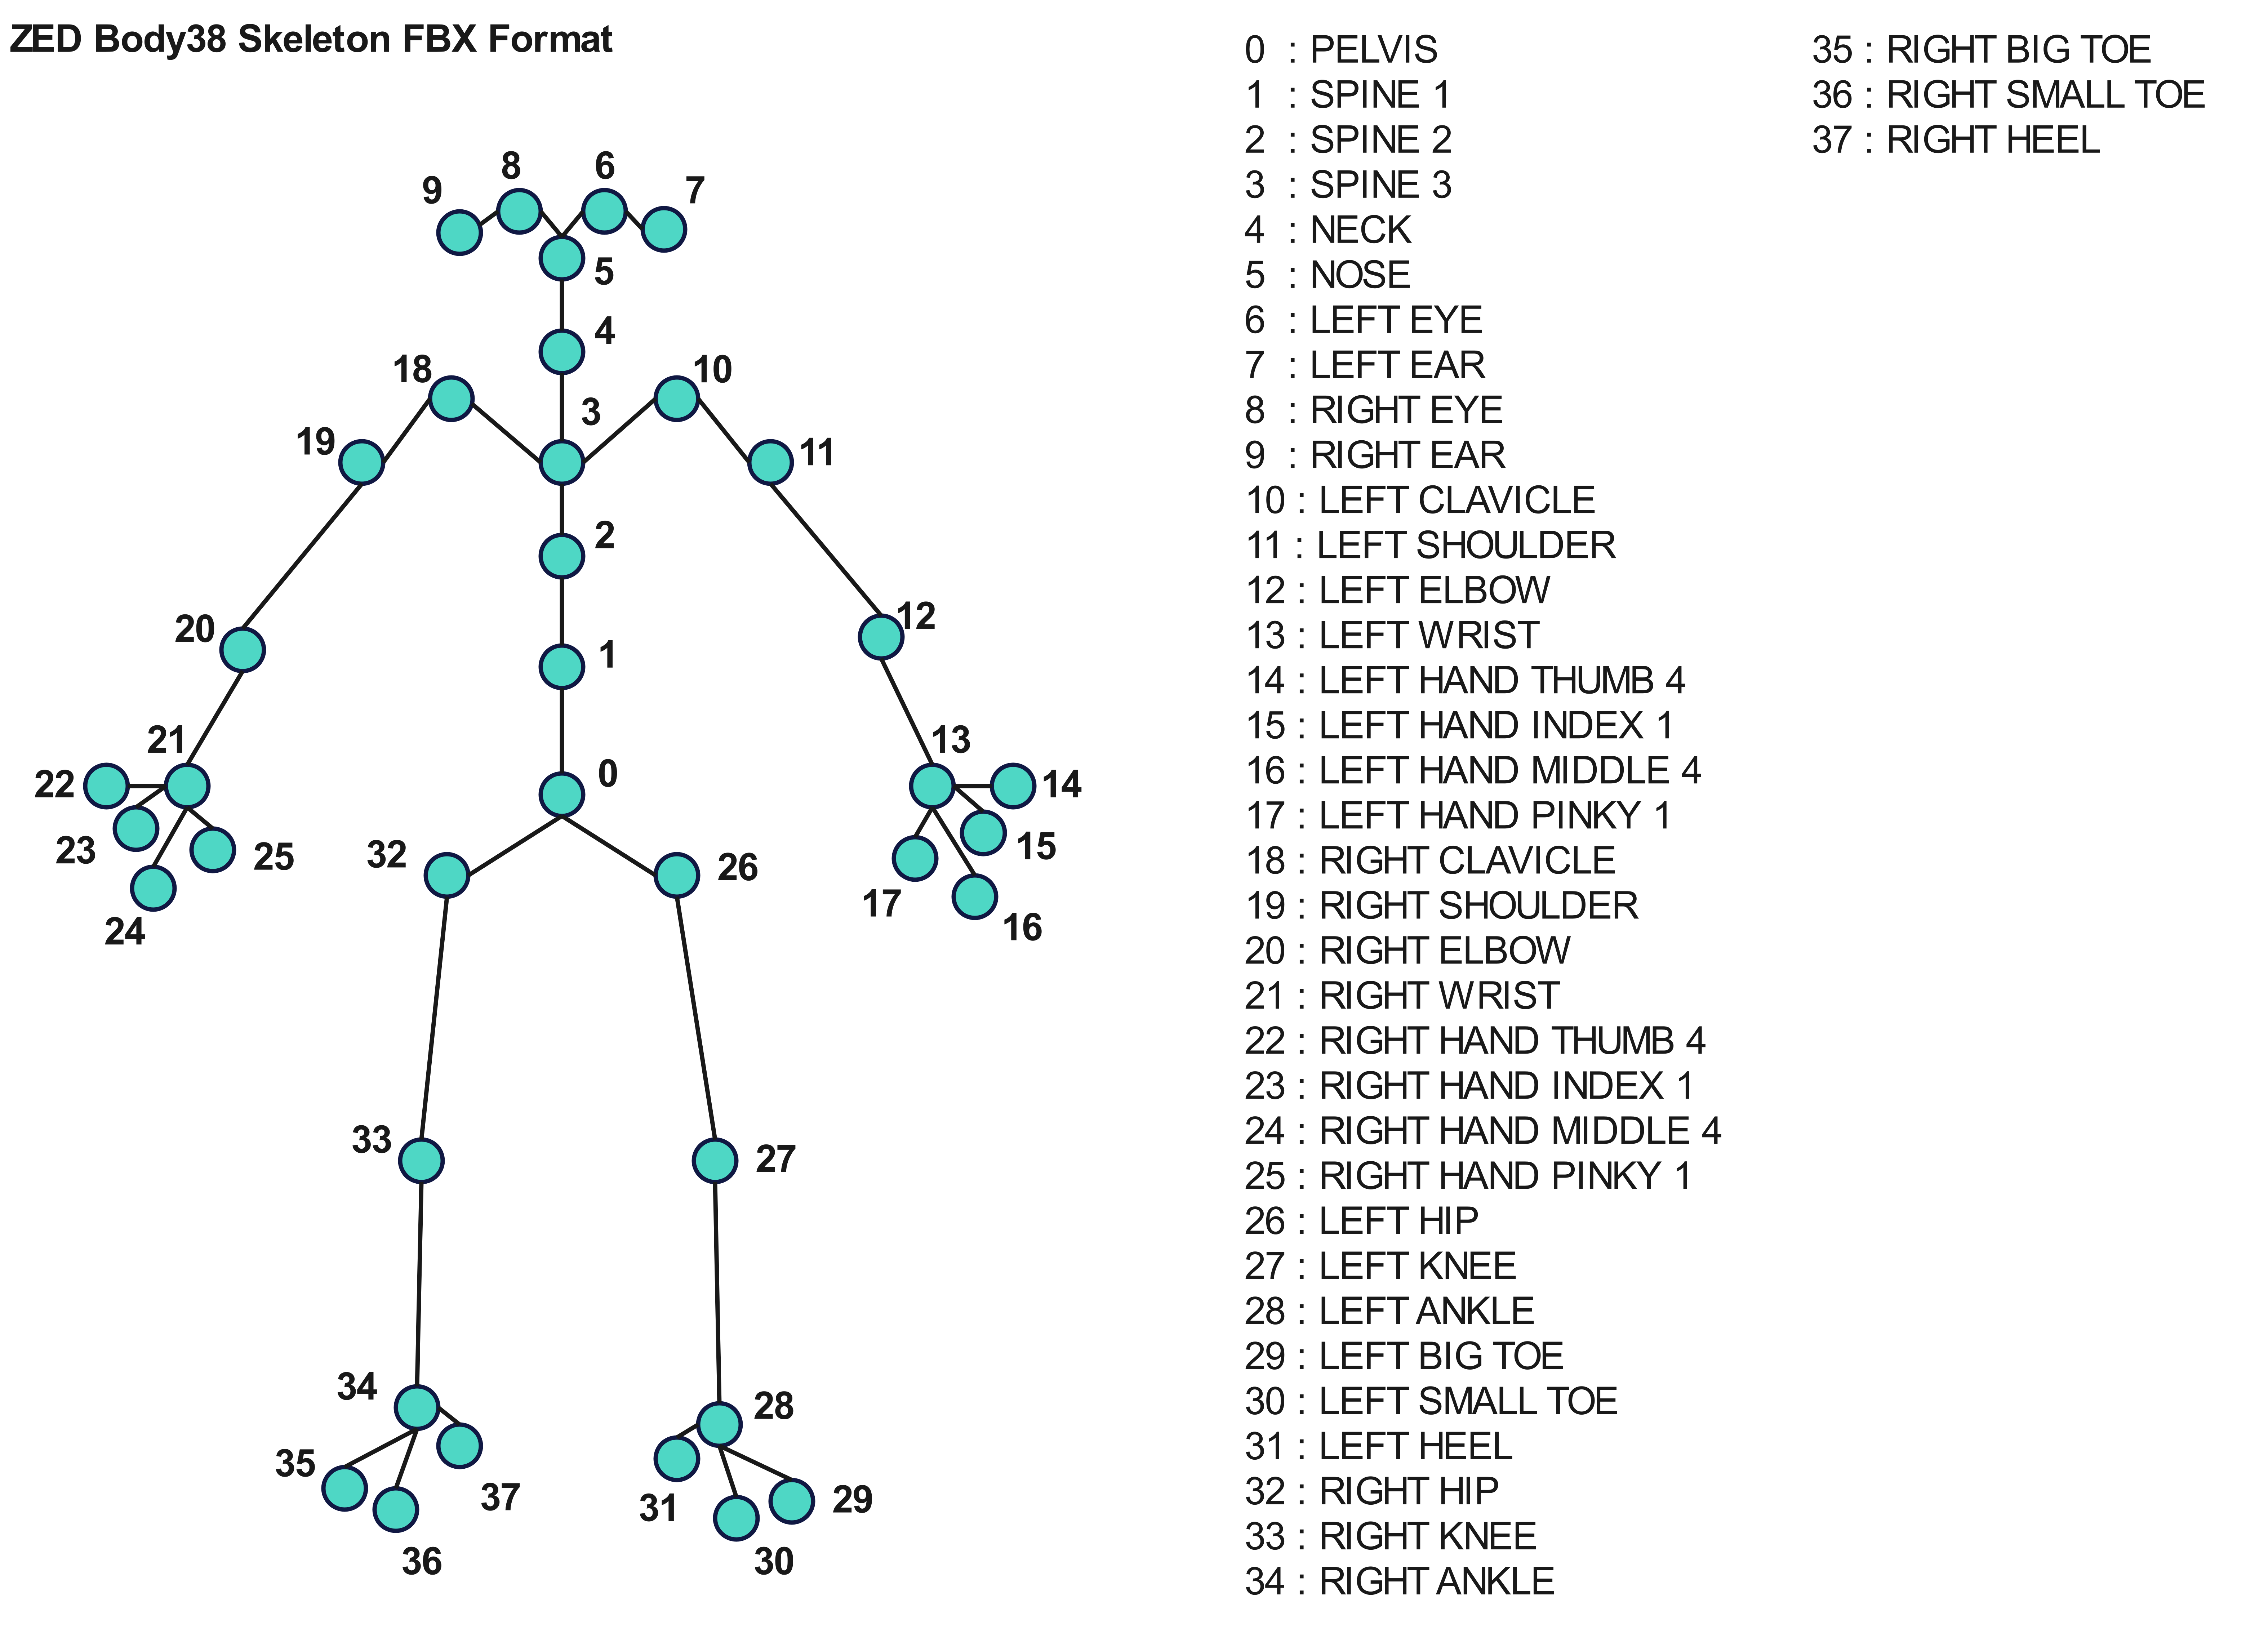 ZED Body38 Skeleton FBX Format
8
6
9
7
5
4
18
10
3
19
11
2
20
12
1
21
13
0
22
14
23
25
15
32
26
24
17
16
33
27
34
28
35
37
31
29
36
30
0 : PELVIS
1 : SPINE 1
2 : SPINE 2
3 : SPINE 3
4 : NECK
5 : NOSE
6 : LEFT EYE
7 : LEFT EAR
8 : RIGHT EYE
9 : RIGHT EAR
10 : LEFT CLAVICLE
11 : LEFT SHOULDER
12 : LEFT ELBOW
13 : LEFT WRIST
14 : LEFT HAND THUMB 4
15 : LEFT HAND INDEX 1
16 : LEFT HAND MIDDLE 4
17 : LEFT HAND PINKY 1
18 : RIGHT CLAVICLE
19 : RIGHT SHOULDER
20 : RIGHT ELBOW
21 : RIGHT WRIST
22 : RIGHT HAND THUMB 4
23 : RIGHT HAND INDEX 1
24 : RIGHT HAND MIDDLE 4
25 : RIGHT HAND PINKY 1
26 : LEFT HIP
27 : LEFT KNEE
28 : LEFT ANKLE
29 : LEFT BIG TOE
30 : LEFT SMALL TOE
31 : LEFT HEEL
32 : RIGHT HIP
33 : RIGHT KNEE
34 : RIGHT ANKLE
35 : RIGHT BIG TOE
36 : RIGHT SMALL TOE
37 : RIGHT HEEL